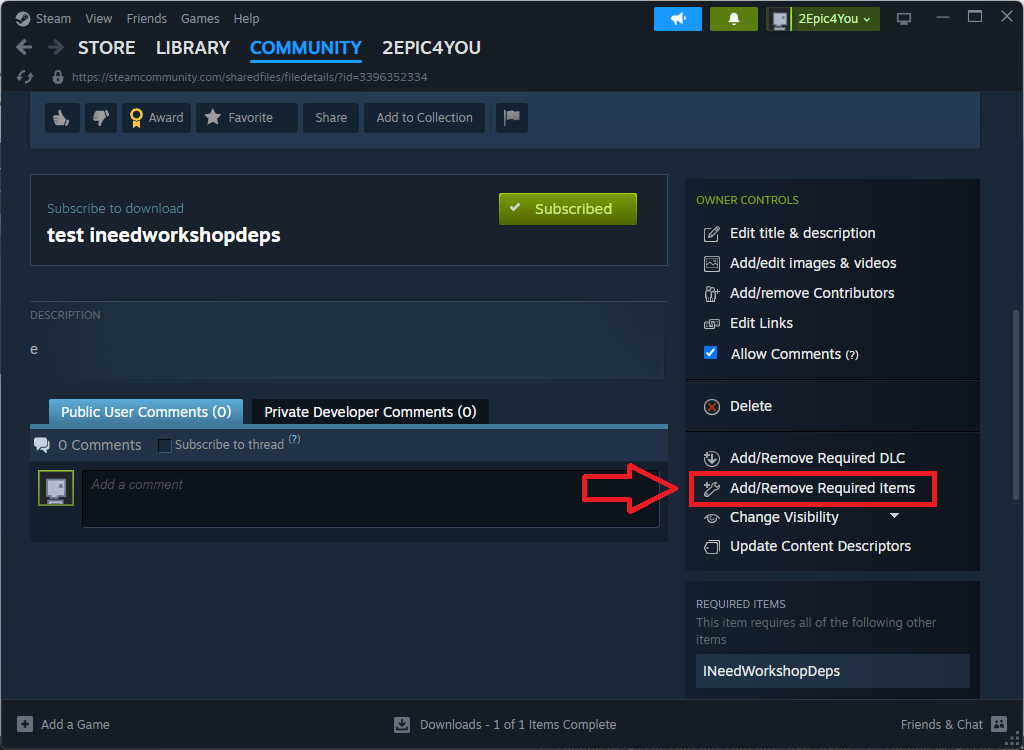 Steam View Friends Games Help
2Epic4You
STORE LIBRARY COMMUNITY 2EPIC4YOU
https://steamcommunity.com/sharedfiles/filedetails/?id=3396352334
Award Favorite Share Add to Collection
Subscribe to download
test ineedworkshopdeps
Subscribed
DESCRIPTION
e
Public User Comments (0) Private Developer Comments (0)
0 Comments Subscribe to thread (?)
Add a comment
OWNER CONTROLS
Edit title & description
Add/edit images & videos
Add/remove Contributors
Edit Links
Allow Comments (?)
Delete
Add/Remove Required DLC
Add/Remove Required Items
Change Visibility
Update Content Descriptors
REQUIRED ITEMS
This item requires all of the following other
items
INeedWorkshopDeps
Add a Game
Downloads - 1 of 1 Items Complete
Friends & Chat